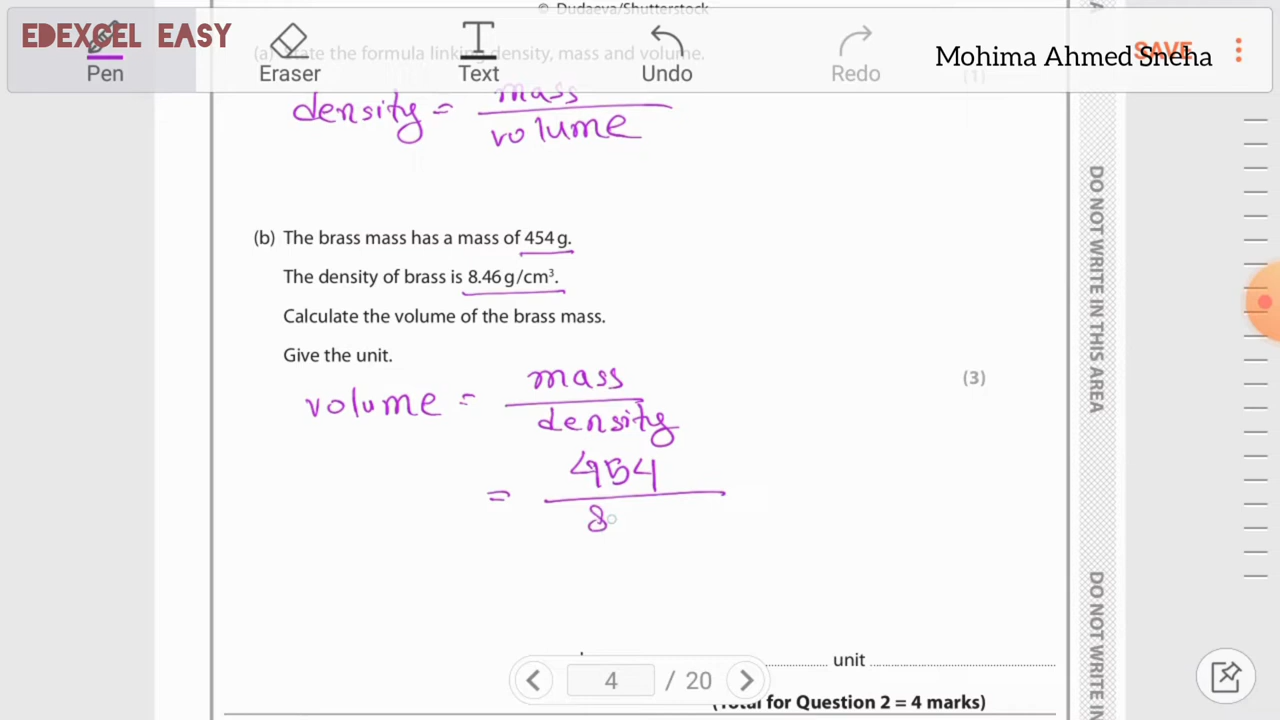 © Dudaeva/Shutterstock
EDEXCEL EASY
Mohima Ahmed Sneha
SAVE
(a) State the formula linking density, mass and volume.
(1)
Pen
Eraser
Text
Undo
Redo
density = mass
volume
DO NOT WRITE IN THIS AREA
(b) The brass mass has a mass of 454 g.
The density of brass is 8.46 g/cm³.
Calculate the volume of the brass mass.
Give the unit.
(3)
volume = mass
density
= 454
8
DO NOT WRITE IN
unit
4 / 20
(Total for Question 2 = 4 marks)